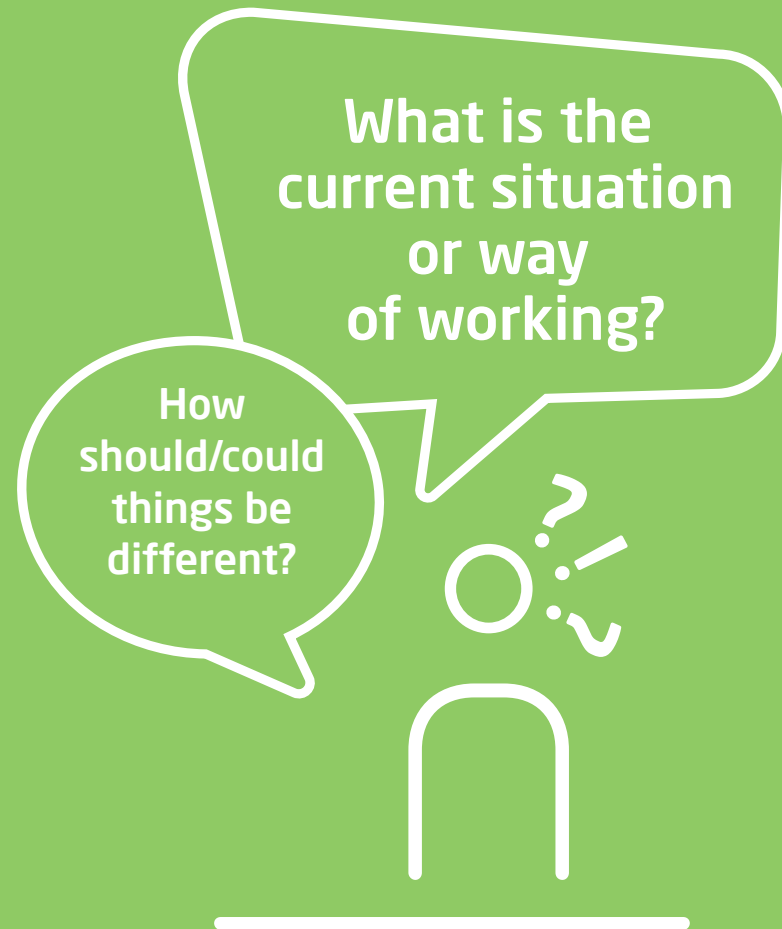 What is the
current situation
or way
of working?
How
should/could
things be
different?
?
!
?